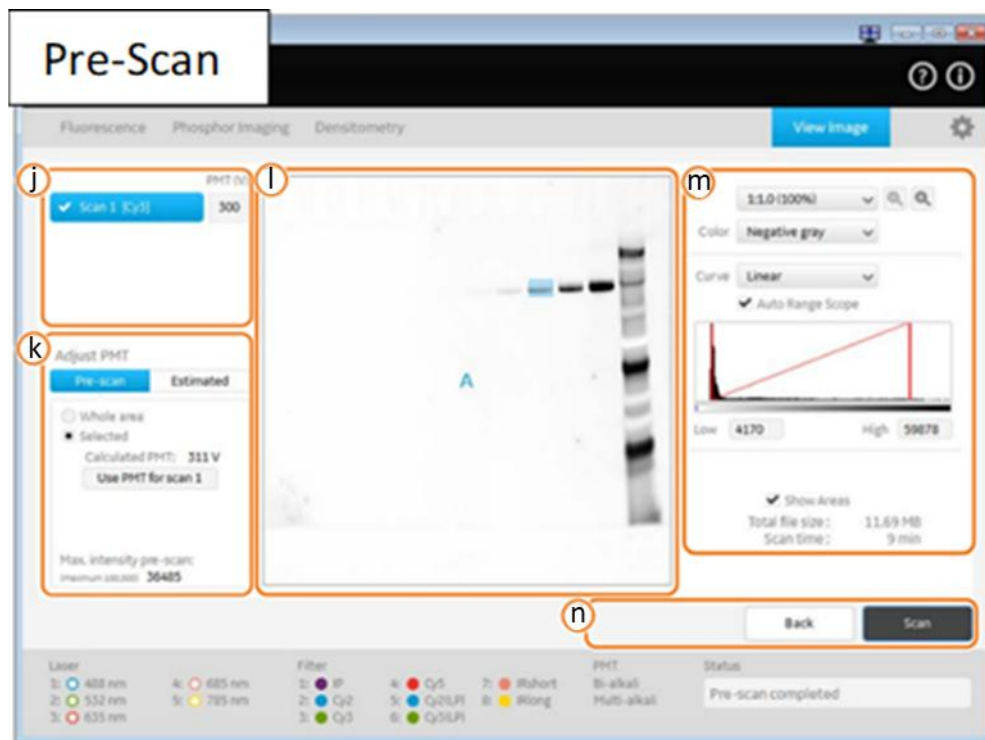 Pre-Scan
Fluorescence Phosphor Imaging Densitometry View Image
j
PMT (V)
Scan 1 [Cy3] 300
k
Adjust PMT
Pre-scan Estimated
Whole area
Selected
Calculated PMT: 311 V
Use PMT for scan 1
Max. intensity pre-scan:
(maximum 100,000) 36485
l
A
m
1:1.0 (100%)
Color Negative gray
Curve Linear
Auto Range Scope
Low 4170 High 59878
Show Areas
Total file size: 11.69 MB
Scan time: 9 min
n
Back Scan
Laser
1: 488 nm 4: 685 nm
2: 532 nm 5: 785 nm
3: 635 nm
Filter
1: IP 4: Cy5 7: IRshort
2: Cy2 5: Cy2(LP) 8: IRlong
3: Cy3 6: Cy3(LP)
PMT
Bi-alkali
Multi-alkali
Status
Pre-scan completed